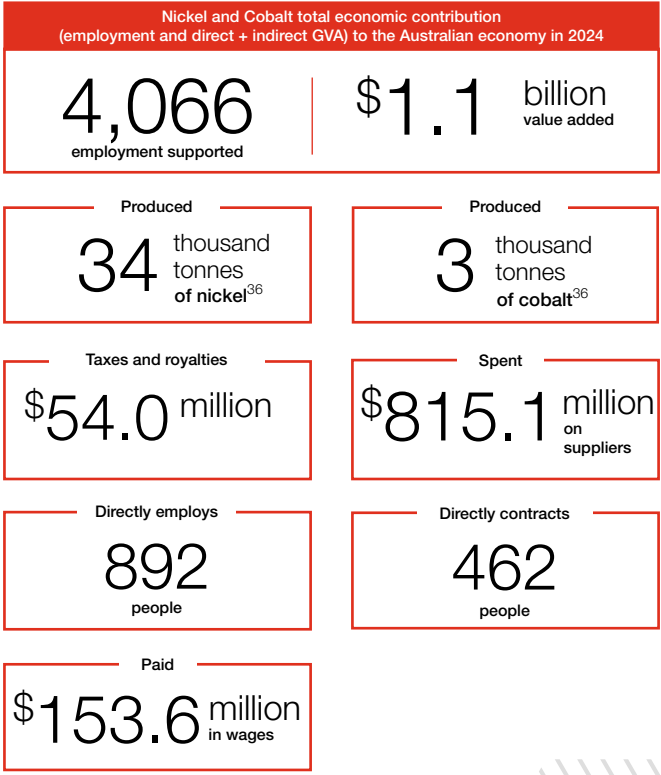 Nickel and Cobalt total economic contribution
(employment and direct + indirect GVA) to the Australian economy in 2024
4,066
employment supported
$1.1 billion
value added
Produced
34 thousand
tonnes
of nickel36
Produced
3 thousand
tonnes
of cobalt36
Taxes and royalties
$54.0 million
Spent
$815.1 million
on
suppliers
Directly employs
892
people
Directly contracts
462
people
Paid
$153.6 million
in wages